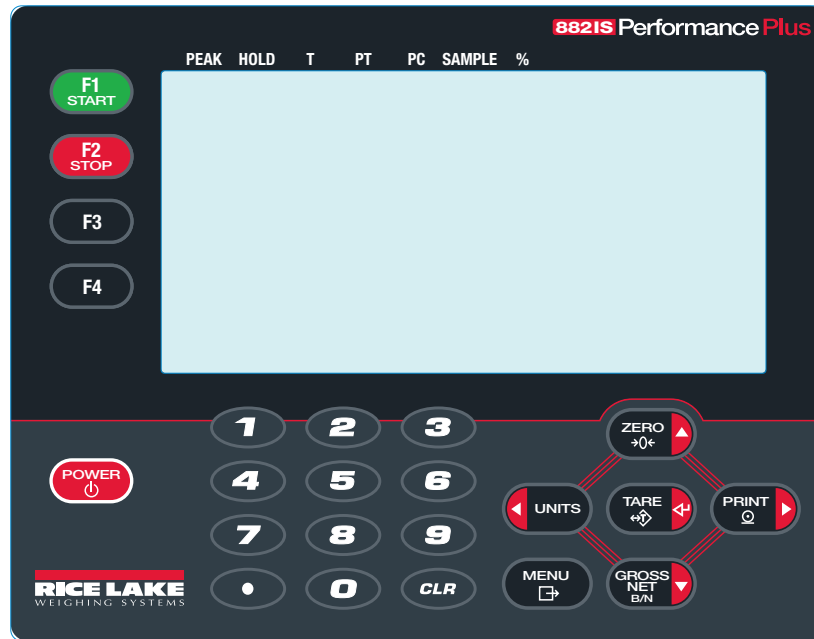 882IS Performance Plus
PEAK HOLD T PT PC SAMPLE %
F1
START
F2
STOP
F3
F4
1 2 3
ZERO
→0←
POWER
4 5 6
UNITS
TARE
T
PRINT
7 8 9
RICE LAKE
WEIGHING SYSTEMS
. 0 CLR
MENU
GROSS
NET
B/N